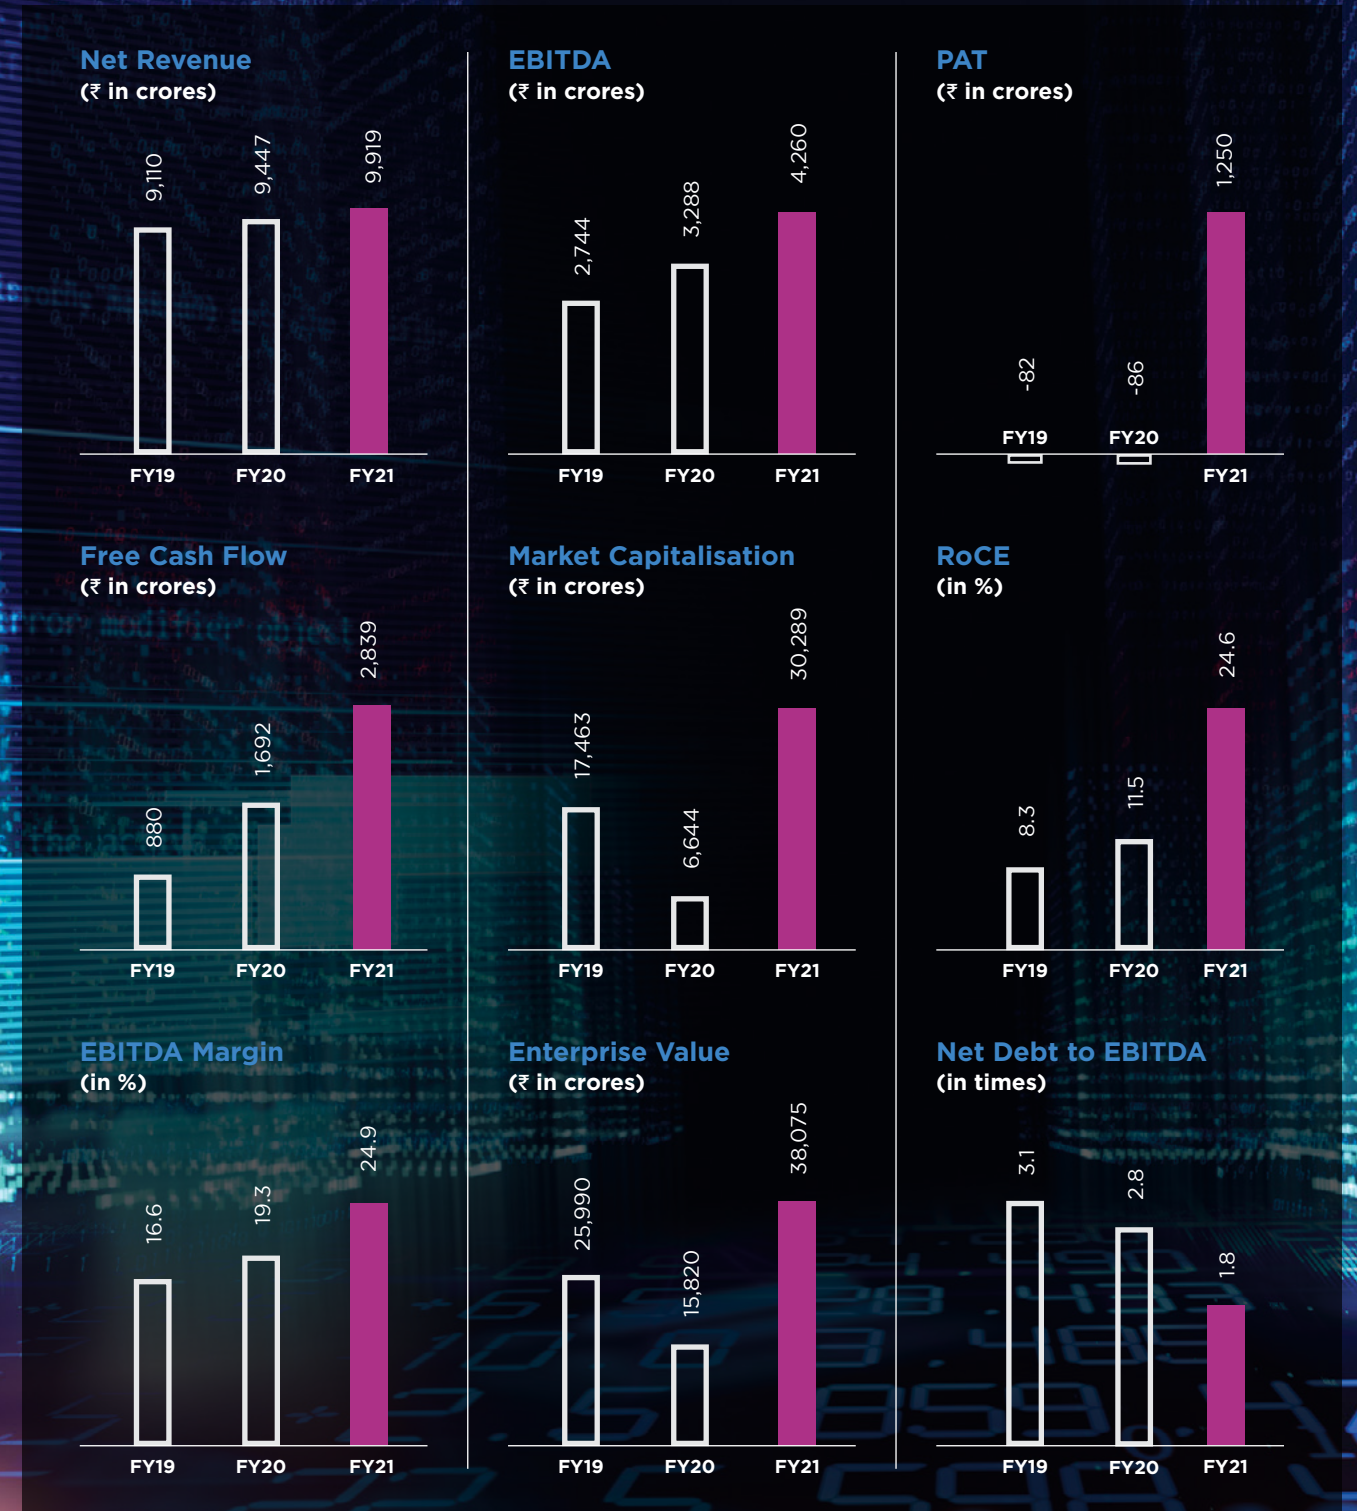 Net Revenue
(₹ in crores)
9,110
9,447
9,919
FY19
FY20
FY21
EBITDA
(₹ in crores)
2,744
3,288
4,260
FY19
FY20
FY21
PAT
(₹ in crores)
-82
-86
1,250
FY19
FY20
FY21
Free Cash Flow
(₹ in crores)
880
1,692
2,839
FY19
FY20
FY21
Market Capitalisation
(₹ in crores)
17,463
6,644
30,289
FY19
FY20
FY21
RoCE
(in %)
8.3
11.5
24.6
FY19
FY20
FY21
EBITDA Margin
(in %)
16.6
19.3
24.9
FY19
FY20
FY21
Enterprise Value
(₹ in crores)
25,990
15,820
38,075
FY19
FY20
FY21
Net Debt to EBITDA
(in times)
3.1
2.8
1.8
FY19
FY20
FY21